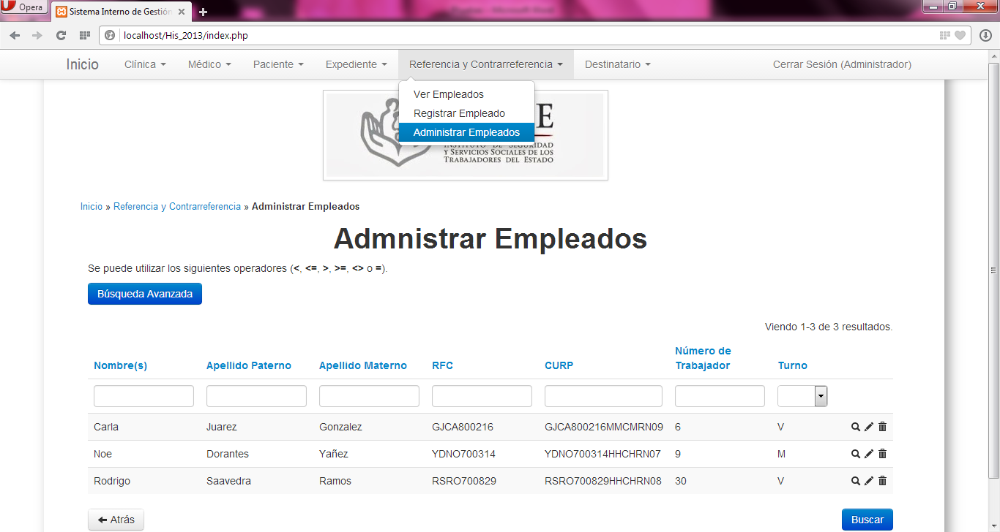 Opera
Sistema Interno de Gestión
localhost/His_2013/index.php
Inicio Clínica Médico Paciente Expediente Referencia y Contrarreferencia Destinatario Cerrar Sesión (Administrador)
Ver Empleados
Registrar Empleado
Administrar Empleados
E
INSTITUTO DE SEGURIDAD
Y SERVICIOS SOCIALES DE LOS
TRABAJADORES DEL ESTADO
Inicio » Referencia y Contrarreferencia » Administrar Empleados
Admnistrar Empleados
Se puede utilizar los siguientes operadores (<, <=, >, >=, <> o =).
Búsqueda Avanzada
Viendo 1-3 de 3 resultados.
Nombre(s) Apellido Paterno Apellido Materno RFC CURP Número de Trabajador Turno
Carla Juarez Gonzalez GJCA800216 GJCA800216MMCMRN09 6 V
Noe Dorantes Yañez YDNO700314 YDNO700314HHCHRN07 9 M
Rodrigo Saavedra Ramos RSRO700829 RSRO700829HHCHRN08 30 V
Atrás Buscar